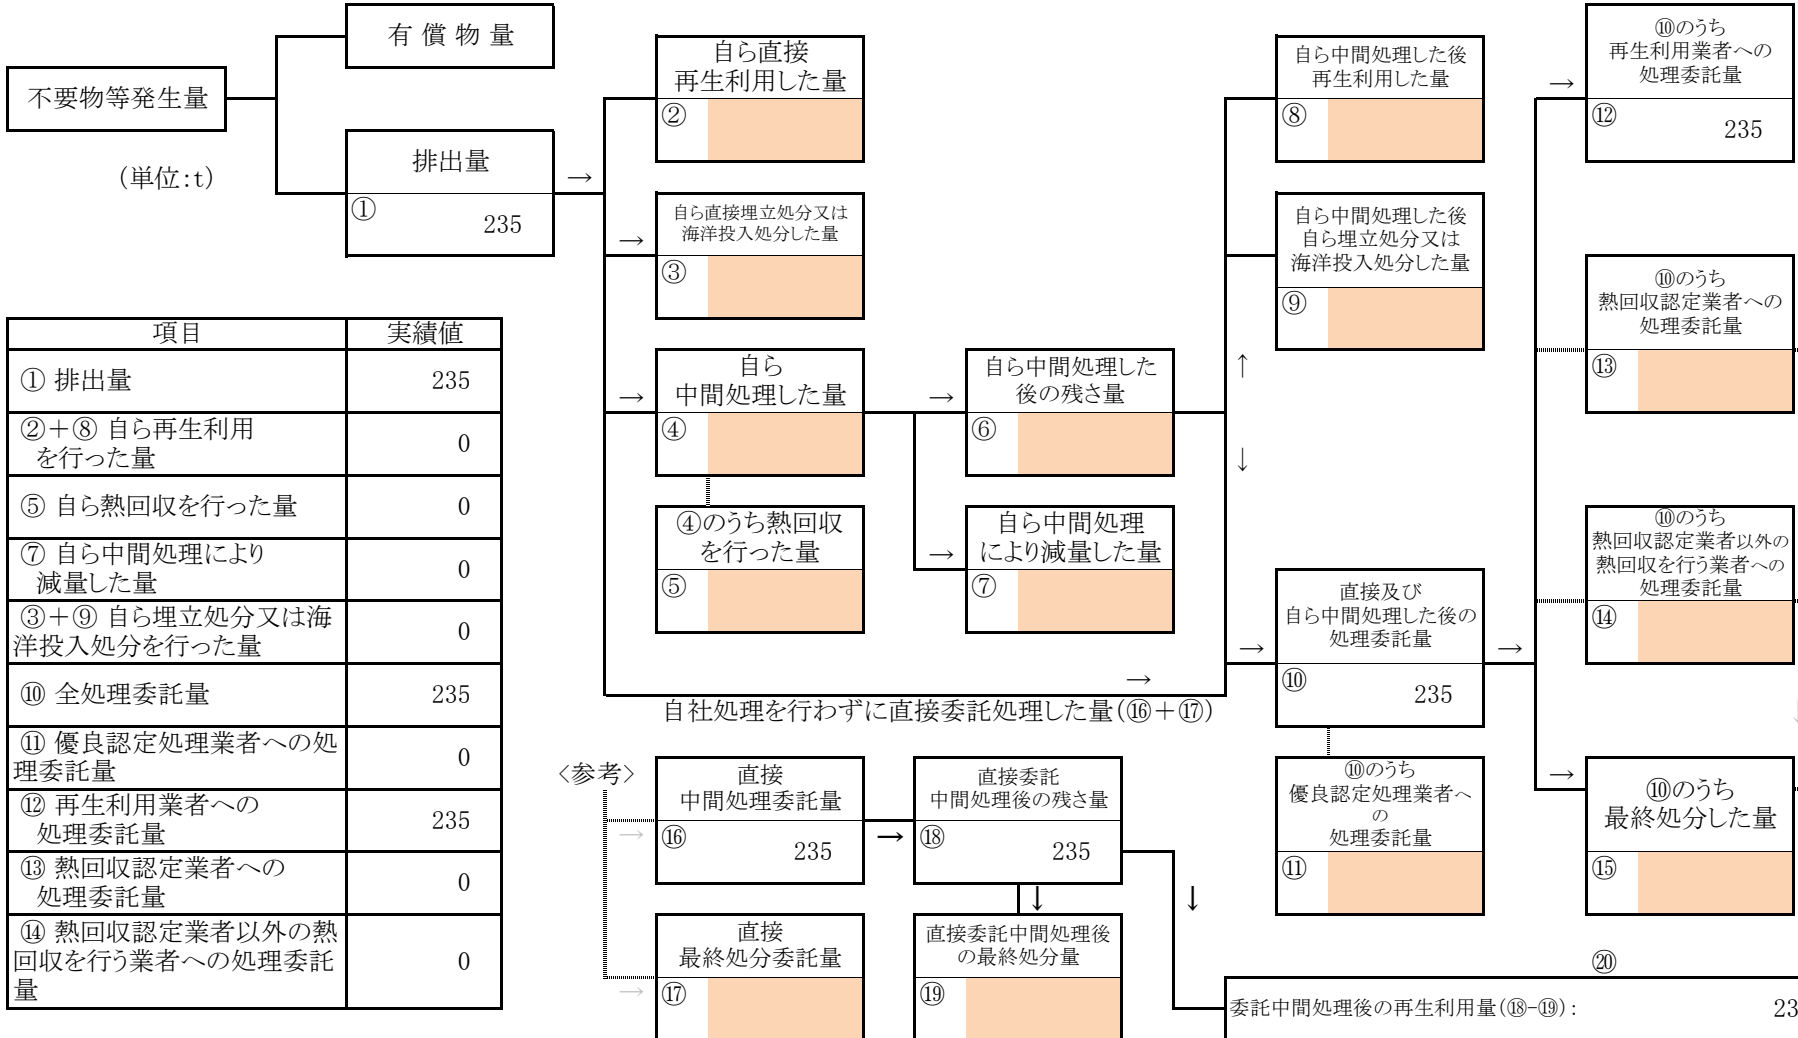 有 償 物 量
不要物等発生量
(単位:t)
排出量
①
235
→
自ら直接
再生利用した量
②
→
自ら直接埋立処分又は
海洋投入処分した量
③
→
自ら
中間処理した量
④
④のうち熱回収
を行った量
⑤
→
自ら中間処理した
後の残さ量
⑥
→
自ら中間処理
により減量した量
⑦
↑
↓
自ら中間処理した後
再生利用した量
⑧
自ら中間処理した後
自ら埋立処分又は
海洋投入処分した量
⑨
→
自社処理を行わずに直接委託処理した量(⑯+⑰)
→
直接及び
自ら中間処理した後の
処理委託量
⑩
235
⑩のうち
優良認定処理業者へ
の
処理委託量
⑪
→
→
⑩のうち
再生利用業者への
処理委託量
⑫
235
⑩のうち
熱回収認定業者への
処理委託量
⑬
⑩のうち
熱回収認定業者以外の
熱回収を行う業者への
処理委託量
⑭
→
⑩のうち
最終処分した量
⑮
項目 実績値
① 排出量 235
②+⑧ 自ら再生利用
を行った量 0
⑤ 自ら熱回収を行った量 0
⑦ 自ら中間処理により
減量した量 0
③+⑨ 自ら埋立処分又は海
洋投入処分を行った量 0
⑩ 全処理委託量 235
⑪ 優良認定処理業者への処
理委託量 0
⑫ 再生利用業者への
処理委託量 235
⑬ 熱回収認定業者への
処理委託量 0
⑭ 熱回収認定業者以外の熱
回収を行う業者への処理委託
量 0
<参考>
→
直接
中間処理委託量
⑯
235
→
直接委託
中間処理後の残さ量
⑱
235
→
直接
最終処分委託量
⑰
↓
直接委託中間処理後
の最終処分量
⑲
↓
⑳
委託中間処理後の再生利用量(⑱-⑲):